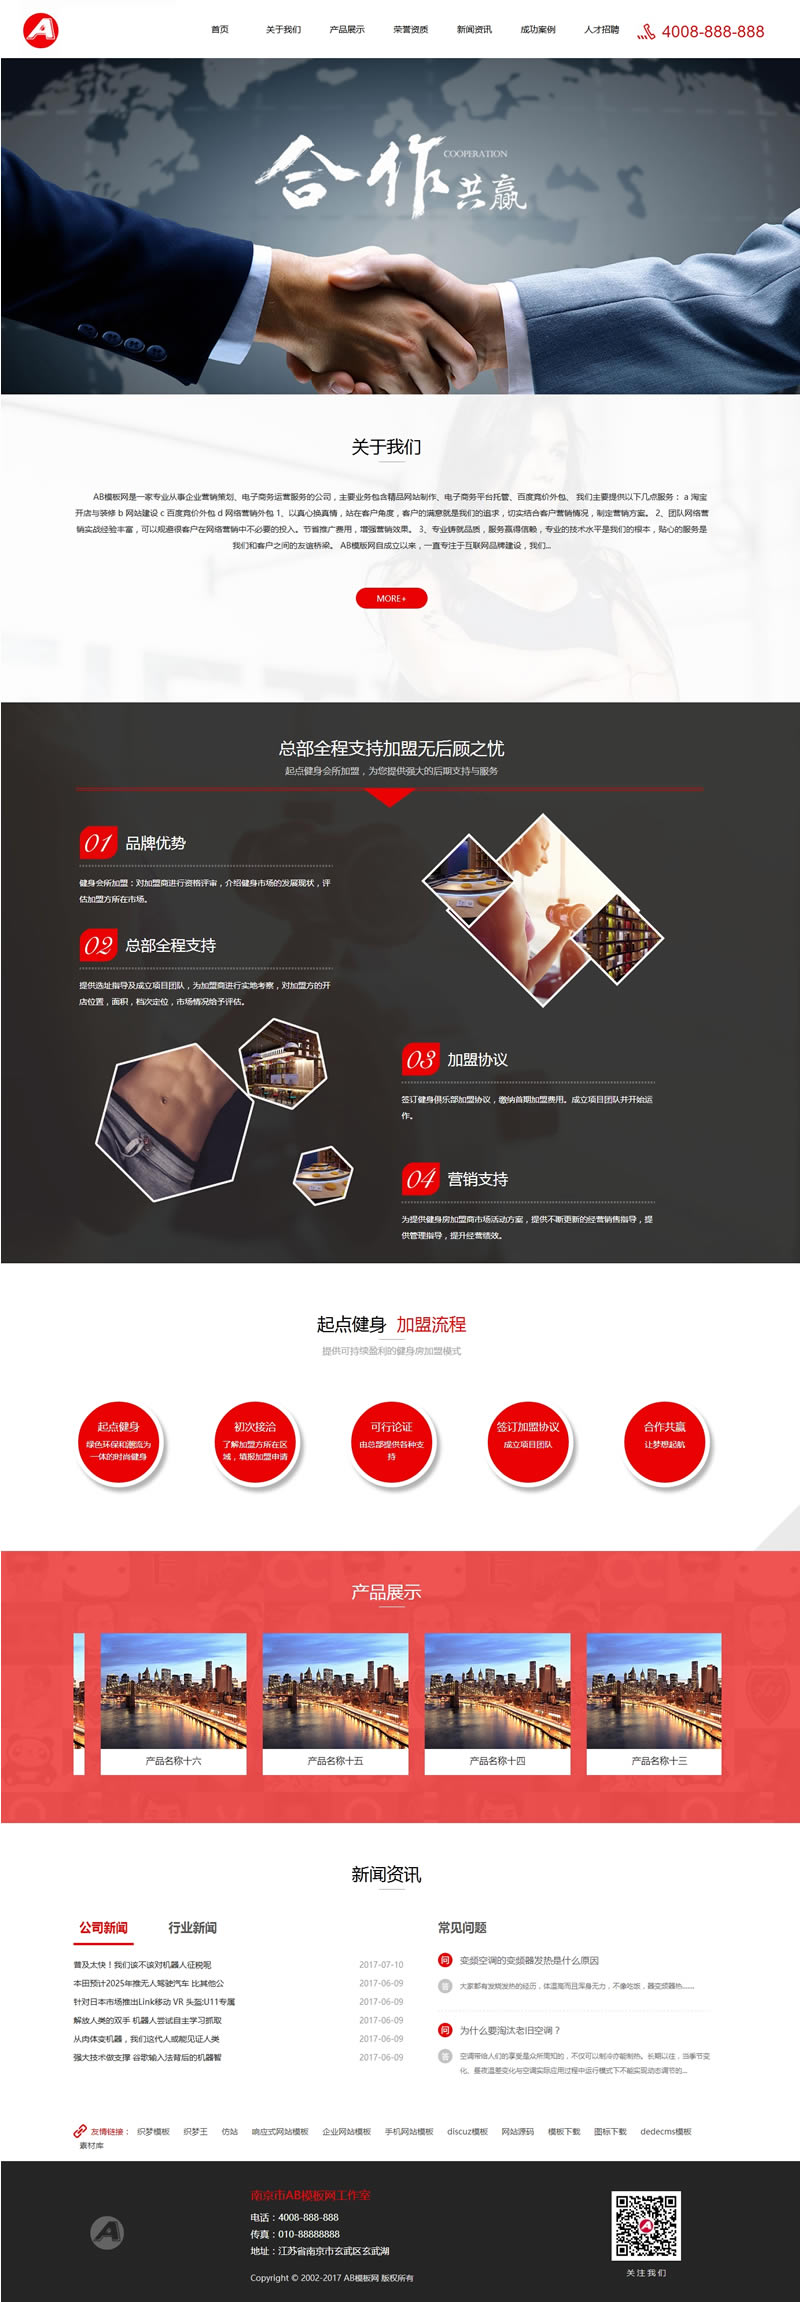 A
首页 关于我们 产品展示 荣誉资质 新闻资讯 成功案例 人才招聘 4008-888-888
合作 COOPERATION
共赢
关于我们
AB模板网是一家专业从事企业营销策划、电子商务运营服务的公司，主要业务包含精品网站制作、电子商务平台托管、百度竞价外包、 我们主要提供以下几点服务： a 淘宝
开店与装修 b 网站建设 c 百度竞价外包 d 网络营销外包 1、以真心换真情，站在客户角度，客户的满意就是我们的追求，切实结合客户营销情况，制定营销方案。 2、团队网络营
销实战经验丰富，可以规避很客户在网络营销中不必要的投入。节省推广费用，增强营销效果。 3、专业铸就品质，服务赢得信赖，专业的技术水平是我们的根本，贴心的服务是
我们和客户之间的友谊桥梁。 AB模版网自成立以来，一直专注于互联网品牌建设，我们...
MORE+
总部全程支持加盟无后顾之忧
起点健身会所加盟，为您提供强大的后期支持与服务
01 品牌优势
健身会所加盟：对加盟商进行资格评审，介绍健身市场的发展现状，评
估加盟方所在市场。
02 总部全程支持
提供选址指导及成立项目团队，为加盟商进行实地考察，对加盟方的开
店位置，面积，档次定位，市场情况给予评估。
03 加盟协议
签订健身俱乐部加盟协议，缴纳首期加盟费用。成立项目团队并开始运
作。
04 营销支持
为提供健身房加盟商市场活动方案，提供不断更新的经营销售指导，提
供管理指导，提升经营绩效。
起点健身 加盟流程
提供可持续盈利的健身房加盟模式
起点健身
绿色环保和潮流为
一体的时尚健身
初次接洽
了解加盟方所在区
域，填报加盟申请
可行论证
由总部提供各种支
持
签订加盟协议
成立项目团队
合作共赢
让梦想起航
产品展示
产品名称十六 产品名称十五 产品名称十四 产品名称十三
新闻资讯
公司新闻 行业新闻
普及太快！我们该不该对机器人征税呢 2017-07-10
本田预计2025年推无人驾驶汽车 比其他公 2017-06-09
针对日本市场推出Link移动 VR 头盔:U11专属 2017-06-09
解放人类的双手 机器人尝试自主学习抓取 2017-06-09
从肉体变机器，我们这代人或能见证人类 2017-06-09
强大技术做支撑 谷歌输入法背后的机器智 2017-06-09
常见问题
问 变频空调的变频器发热是什么原因
答 大家都有发烧发热的经历，体温高而且浑身无力，不像吃饭，器变频器热......
问 为什么要淘汰老旧空调？
答 空调带给人们的享受是众所周知的，不仅可以制冷亦能制热。长期以往，当季节变
化、昼夜温差变化与空调实际应用过程中运行模式下不能实现动态调节的...
友情链接： 织梦模板 织梦王 仿站 响应式网站模板 企业网站模板 手机网站模板 discuz模板 网站源码 模板下载 图标下载 dedecms模板
素材库
A
南京市AB模板网工作室
电话：4008-888-888
传真：010-88888888
地址：江苏省南京市玄武区玄武湖
Copyright © 2002-2017 AB模板网 版权所有
关注我们